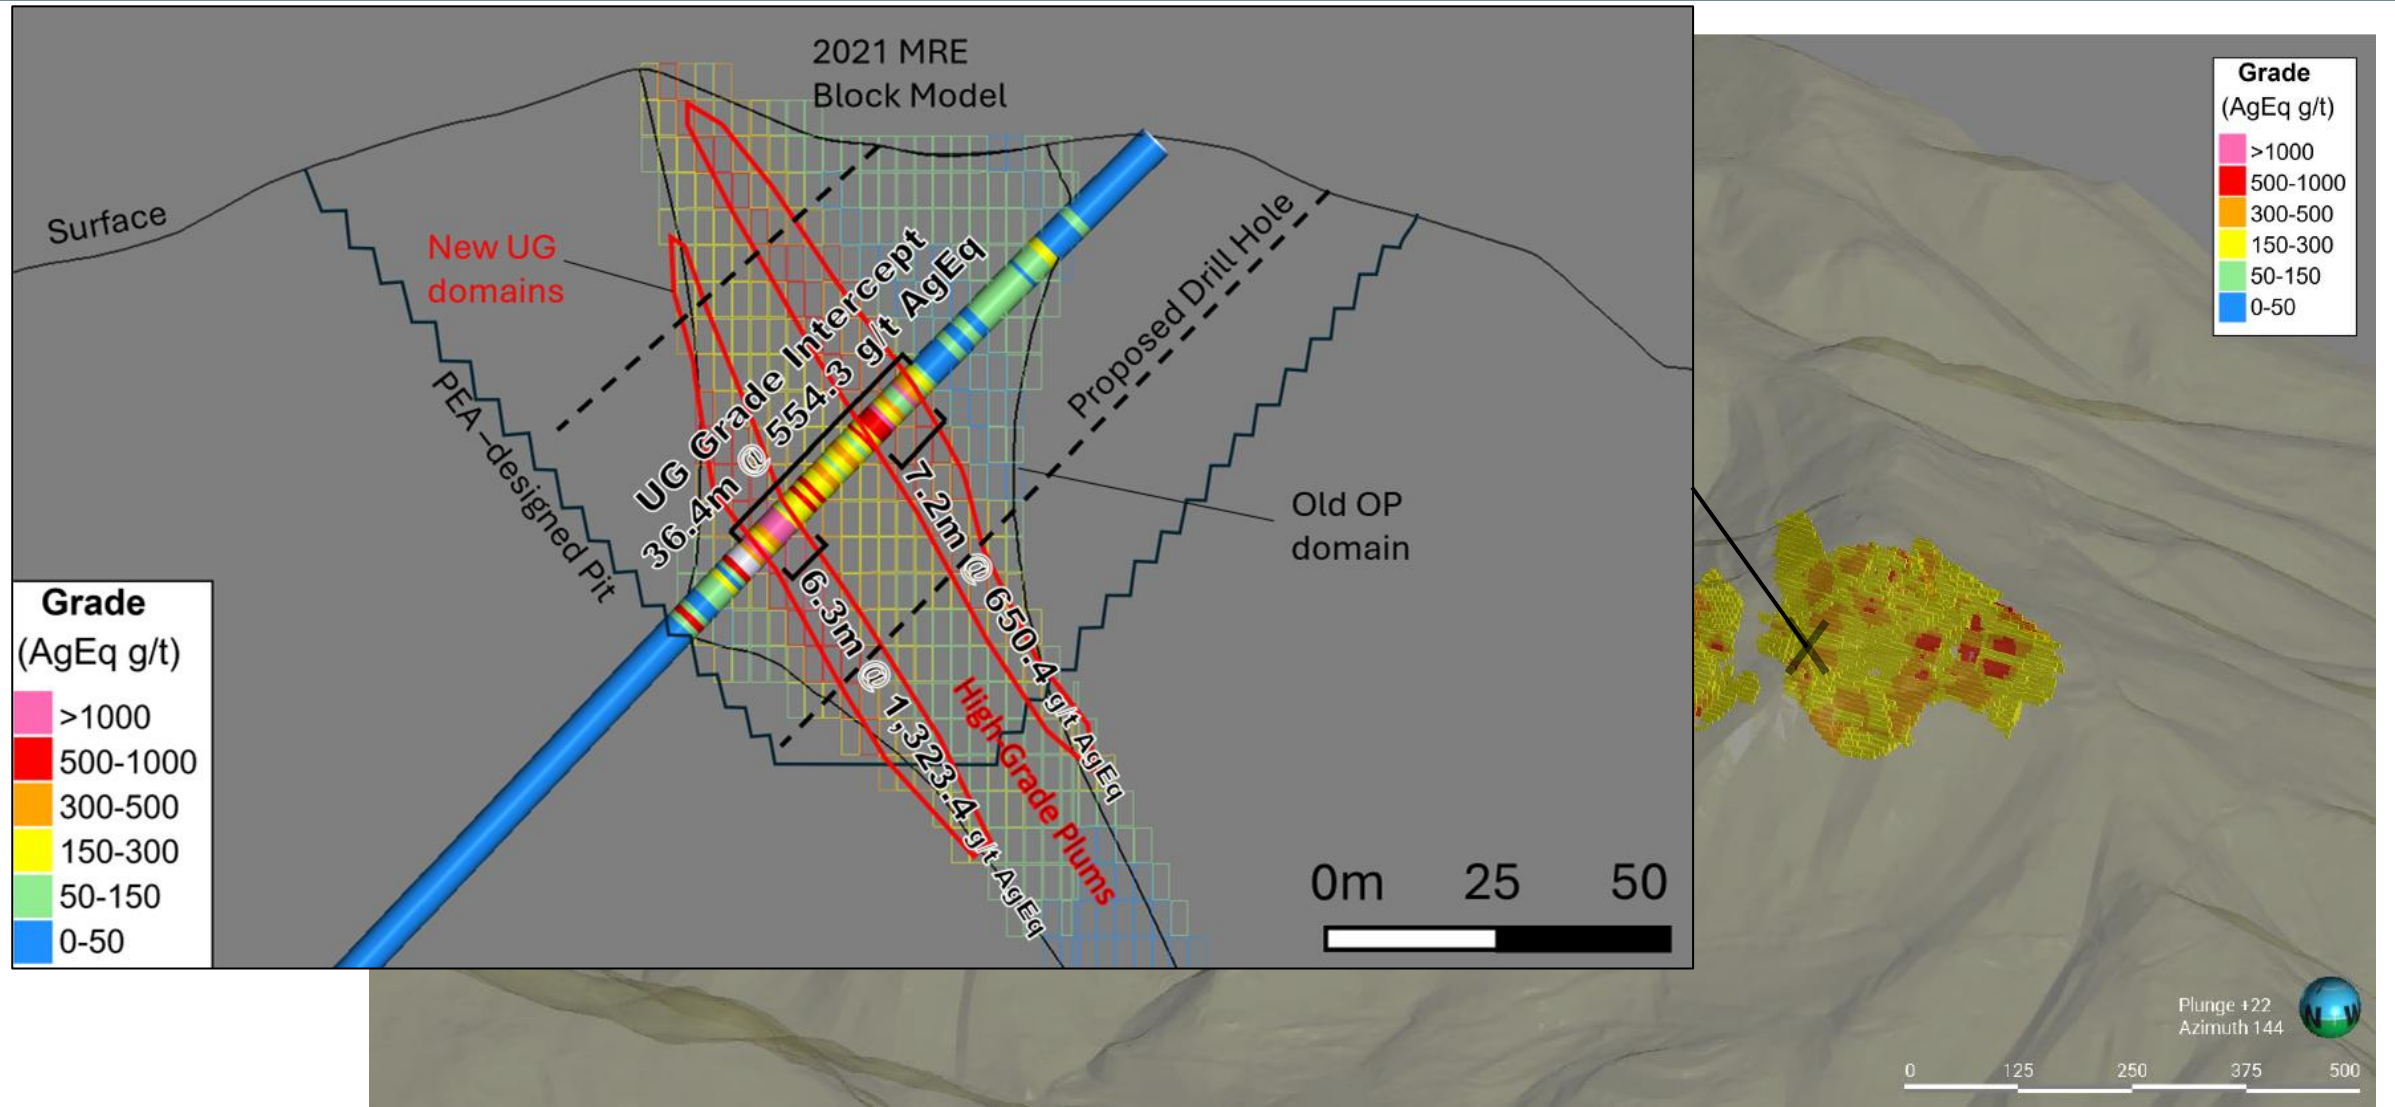 2021 MRE
Block Model
Surface
New UG
domains
UG Grade Intercept
36.4m @ 554.3 g/t AgEq
Proposed Drill Hole
PEA –designed Pit
7.2m @ 650.4 g/t AgEq
6.3m @ 1,323.4 g/t AgEq
High-Grade Plums
Old OP
domain
Grade
(AgEq g/t)
>1000
500-1000
300-500
150-300
50-150
0-50
0m 25 50
Grade
(AgEq g/t)
>1000
500-1000
300-500
150-300
50-150
0-50
Plunge +22
Azimuth 144
N W
0 125 250 375 500